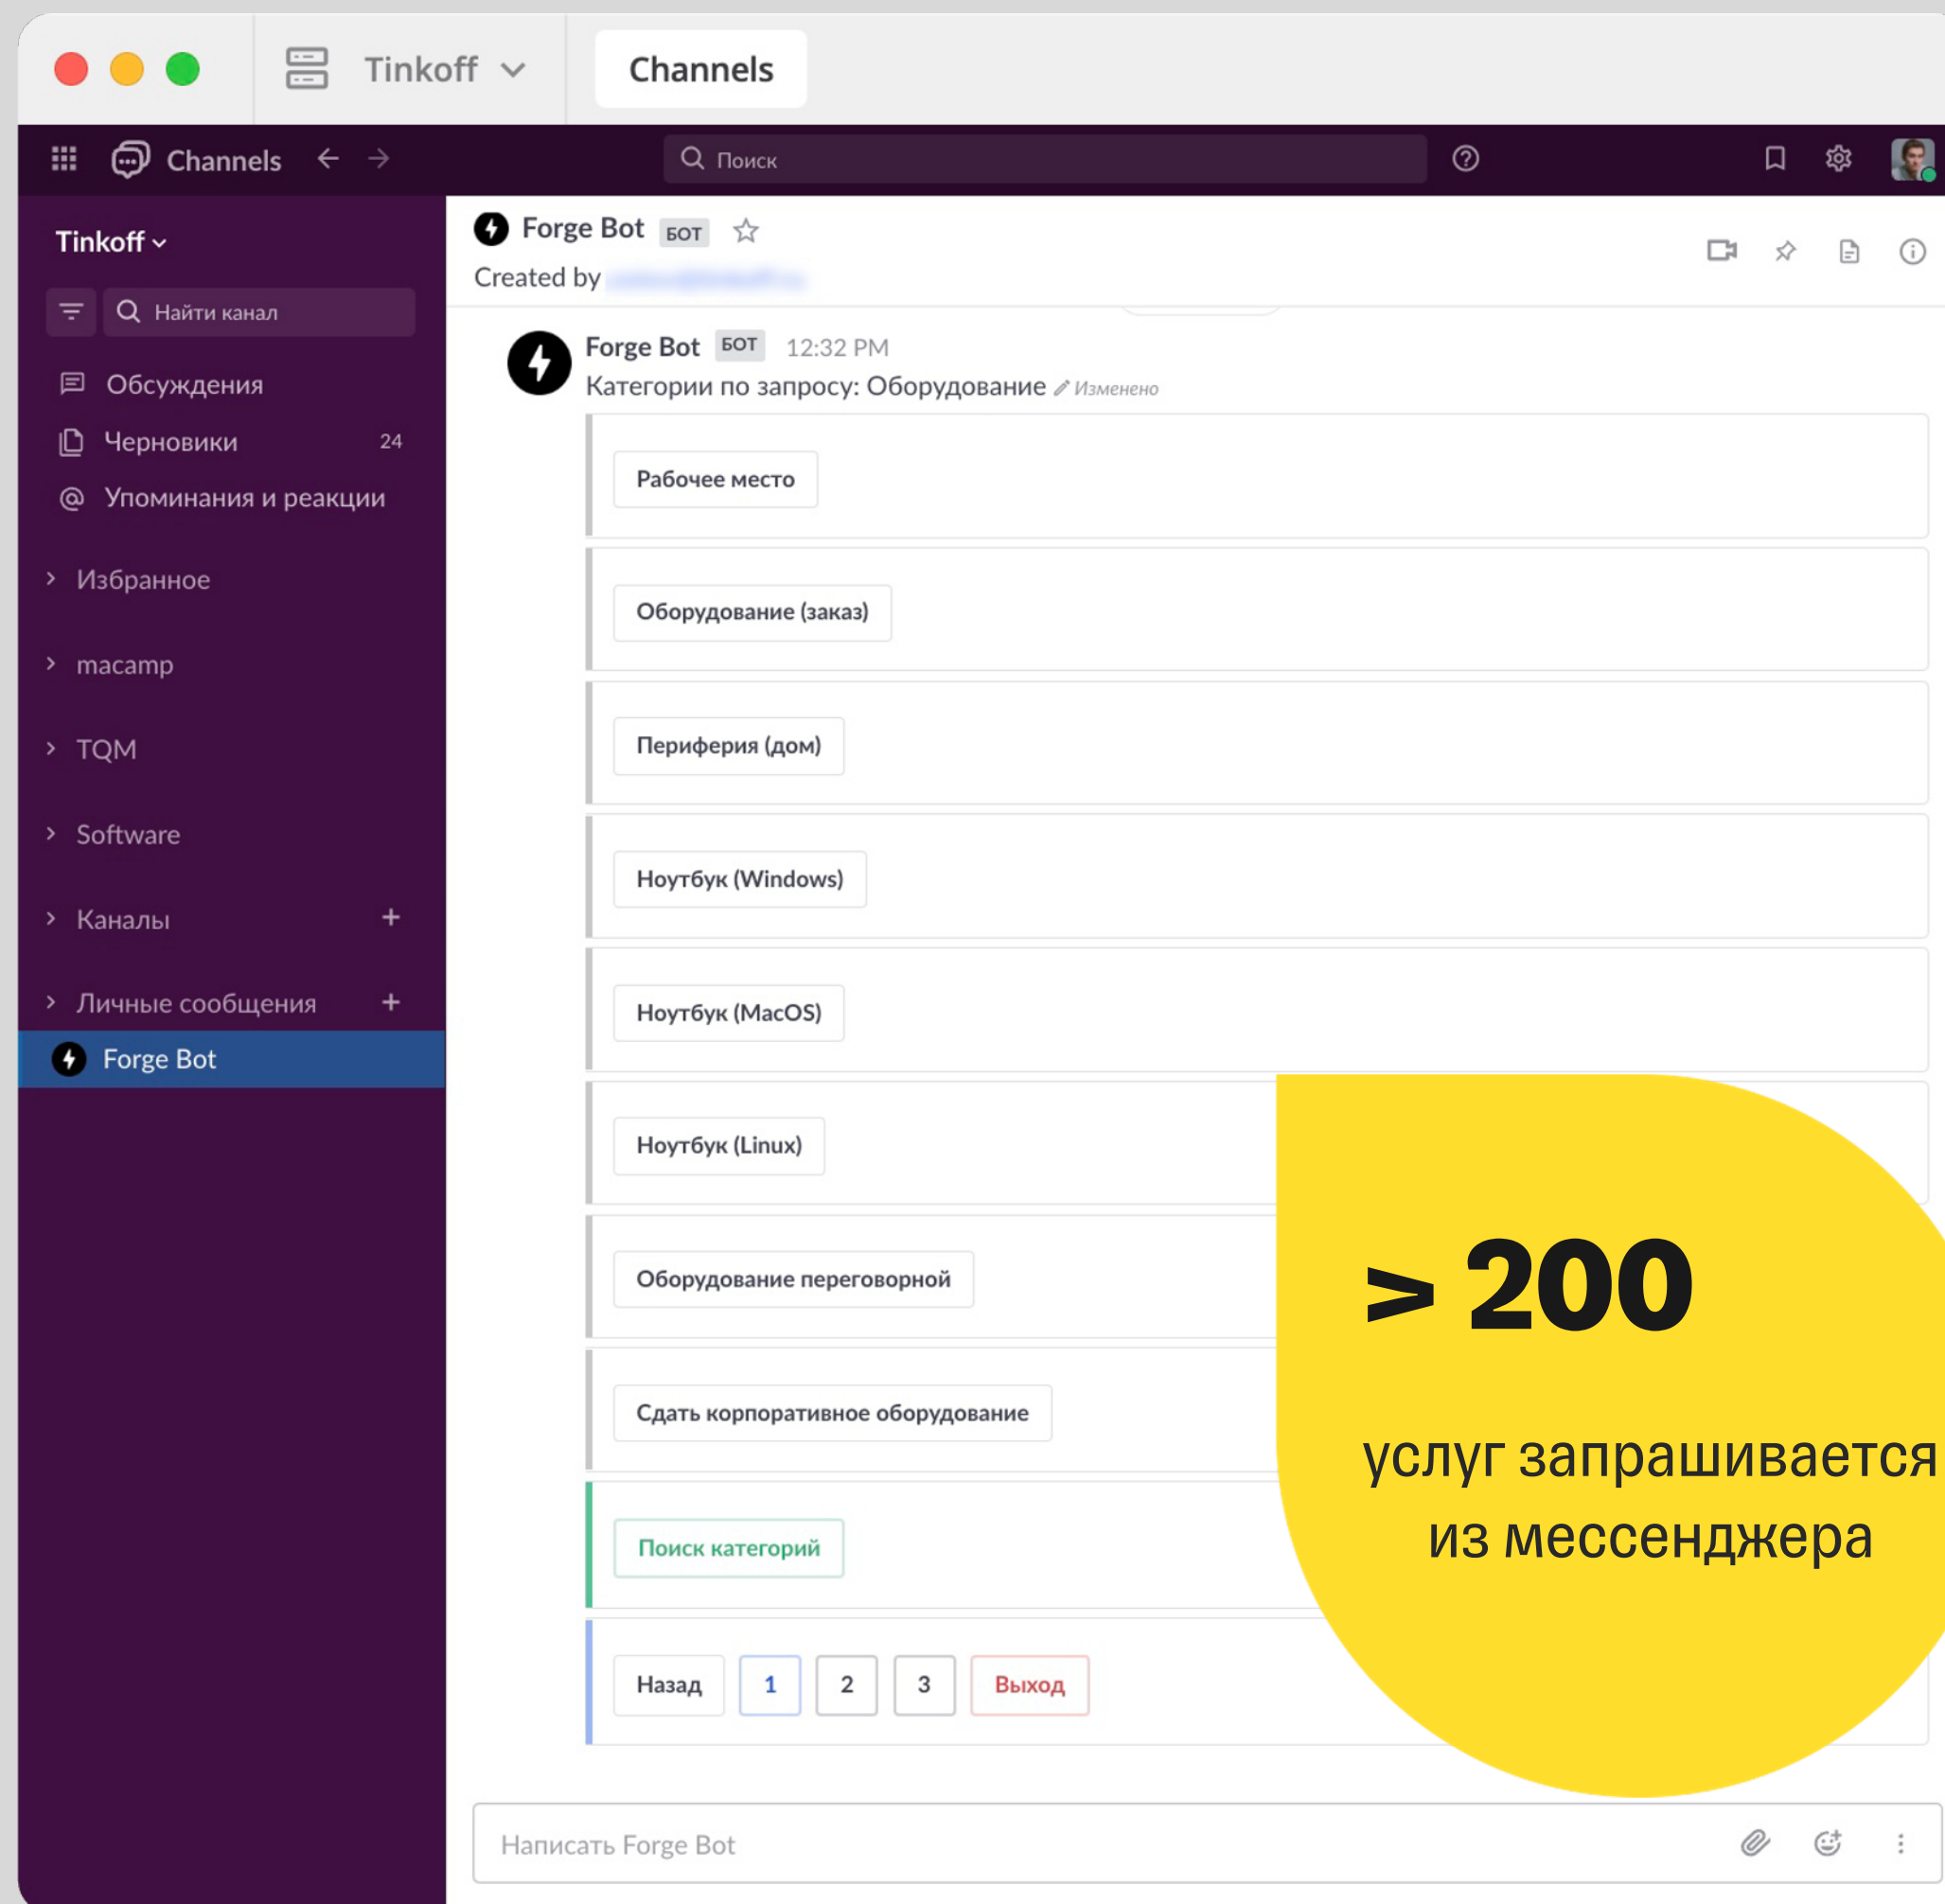 Tinkoff
Channels
Channels
Поиск
Tinkoff
Найти канал
Обсуждения
Черновики 24
Упоминания и реакции
Избранное
macamp
TQM
Software
Каналы +
Личные сообщения +
Forge Bot
Forge Bot БОТ
Created by
Forge Bot БОТ 12:32 PM
Категории по запросу: Оборудование Изменено
Рабочее место
Оборудование (заказ)
Периферия (дом)
Ноутбук (Windows)
Ноутбук (MacOS)
Ноутбук (Linux)
Оборудование переговорной
Сдать корпоративное оборудование
Поиск категорий
Назад 1 2 3 Выход
Написать Forge Bot
> 200
услуг запрашивается
из мессенджера